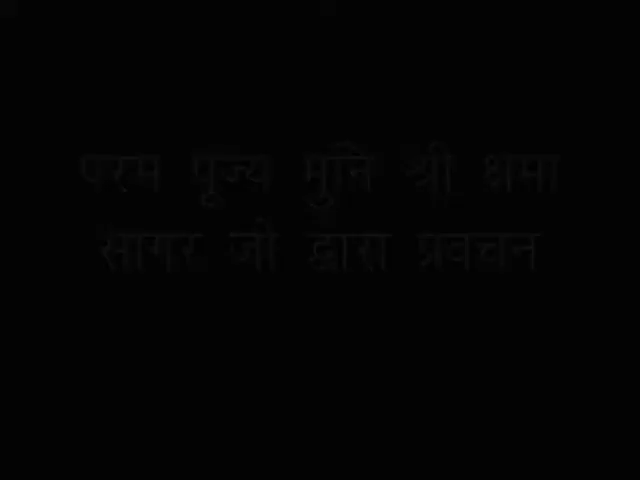 परम पूज्य मुनि श्री क्षमा
सागर जी द्वारा प्रवचन